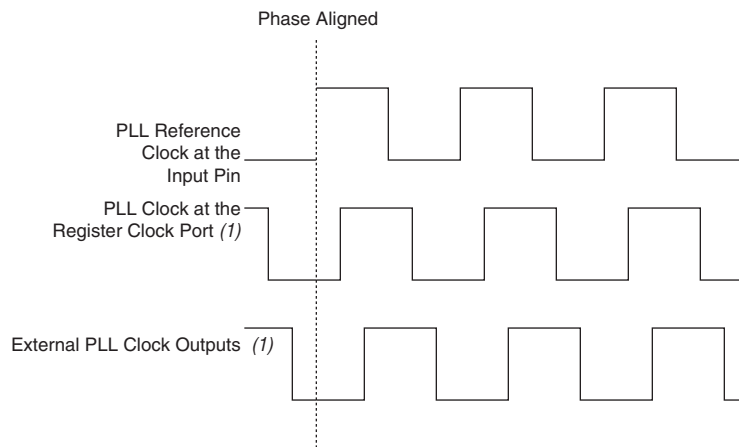 Phase Aligned
PLL Reference
Clock at the
Input Pin
PLL Clock at the
Register Clock Port (1)
External PLL Clock Outputs (1)